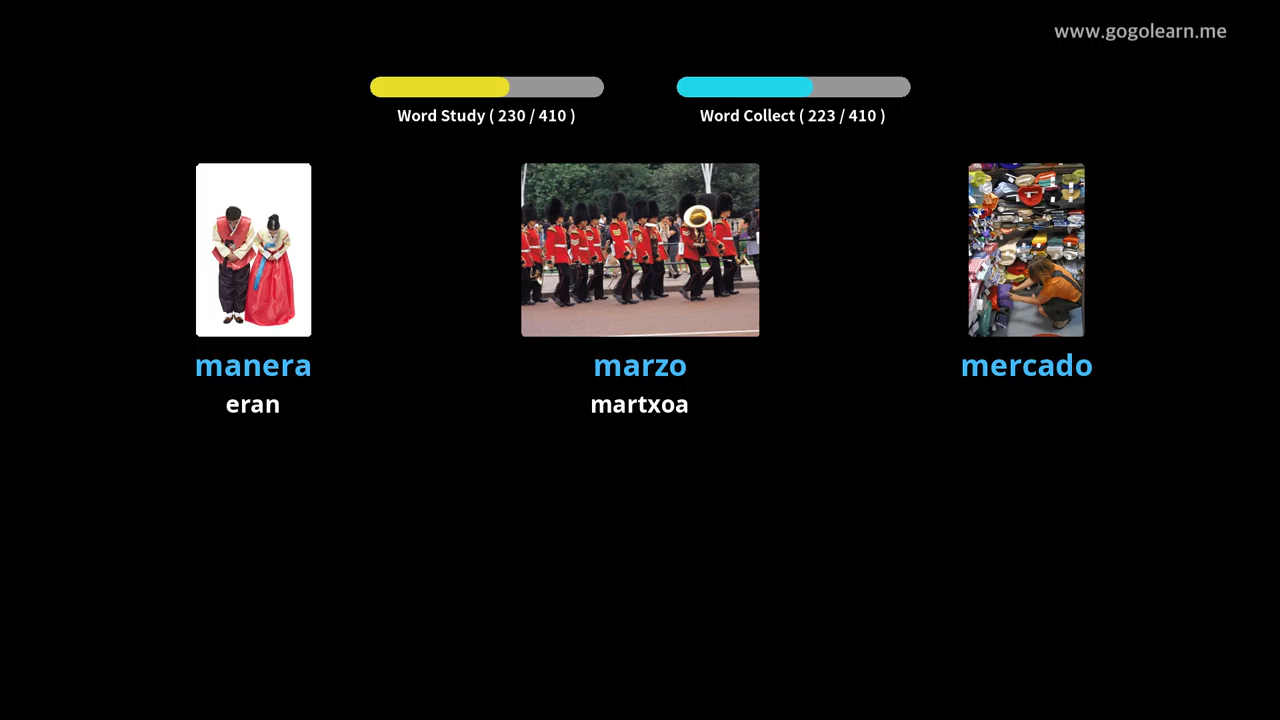 www.gogolearn.me
Word Study ( 230 / 410 )
Word Collect ( 223 / 410 )
manera
marzo
mercado
eran
martxoa